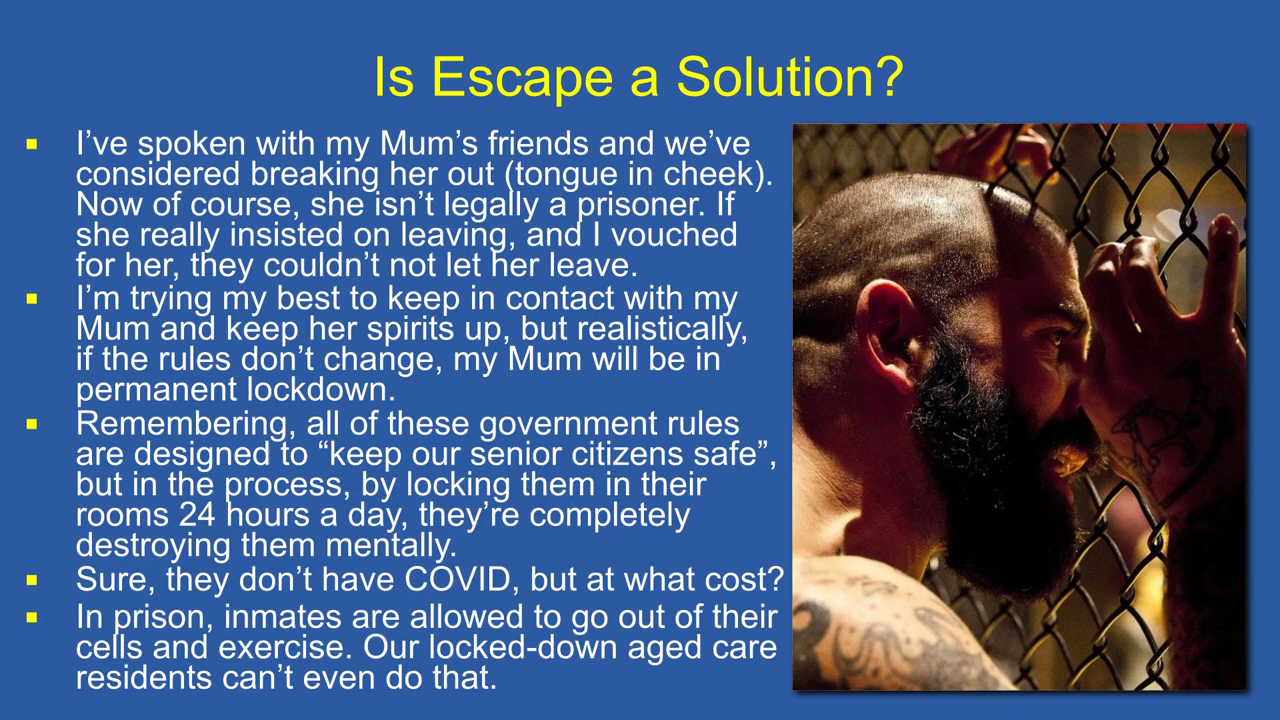 Is Escape a Solution?
▪ I’ve spoken with my Mum’s friends and we’ve
considered breaking her out (tongue in cheek).
Now of course, she isn’t legally a prisoner. If
she really insisted on leaving, and I vouched
for her, they couldn’t not let her leave.
▪ I’m trying my best to keep in contact with my
Mum and keep her spirits up, but realistically,
if the rules don’t change, my Mum will be in
permanent lockdown.
▪ Remembering, all of these government rules
are designed to “keep our senior citizens safe”,
but in the process, by locking them in their
rooms 24 hours a day, they’re completely
destroying them mentally.
▪ Sure, they don’t have COVID, but at what cost?
▪ In prison, inmates are allowed to go out of their
cells and exercise. Our locked-down aged care
residents can’t even do that.